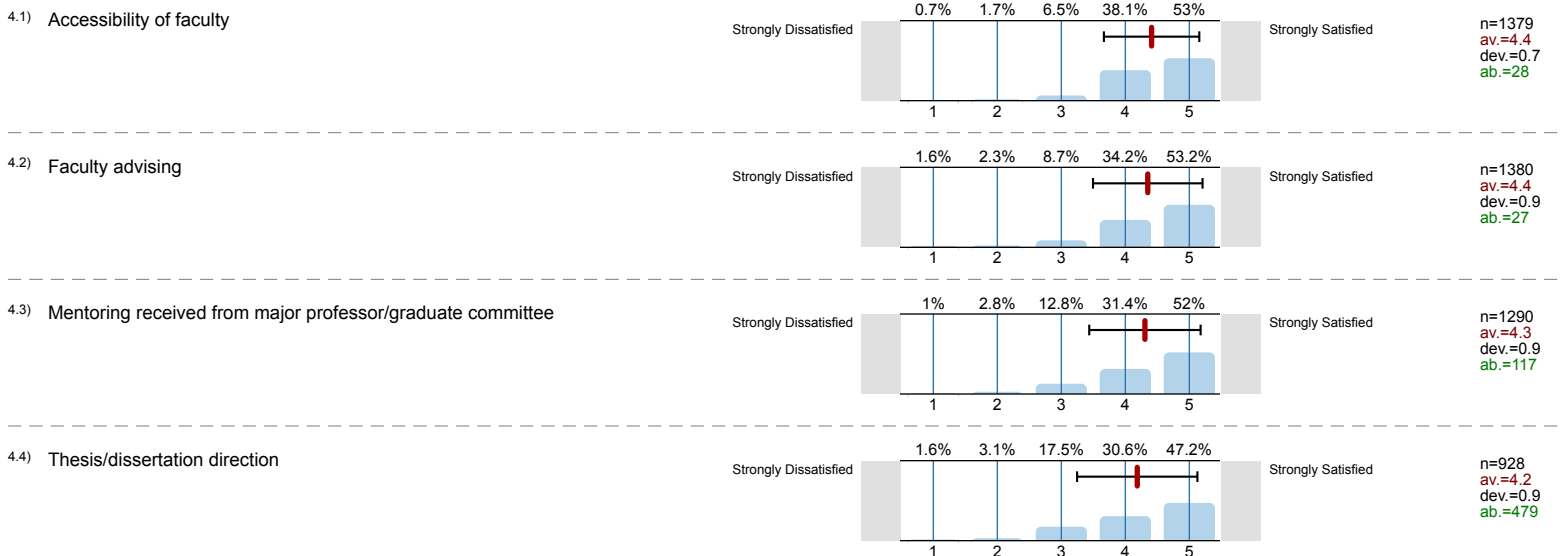 4.1) Accessibility of faculty
0.7% 1.7% 6.5% 38.1% 53%
Strongly Dissatisfied Strongly Satisfied
n=1379
av.=4.4
dev.=0.7
ab.=28
1 2 3 4 5
4.2) Faculty advising
1.6% 2.3% 8.7% 34.2% 53.2%
Strongly Dissatisfied Strongly Satisfied
n=1380
av.=4.4
dev.=0.9
ab.=27
1 2 3 4 5
4.3) Mentoring received from major professor/graduate committee
1% 2.8% 12.8% 31.4% 52%
Strongly Dissatisfied Strongly Satisfied
n=1290
av.=4.3
dev.=0.9
ab.=117
1 2 3 4 5
4.4) Thesis/dissertation direction
1.6% 3.1% 17.5% 30.6% 47.2%
Strongly Dissatisfied Strongly Satisfied
n=928
av.=4.2
dev.=0.9
ab.=479
1 2 3 4 5